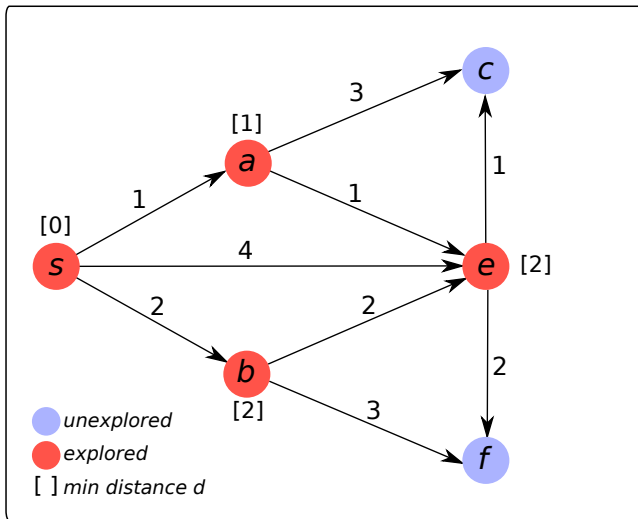 c
3
[1]
a
1
1
1
[0]
s
4
e
[2]
2
2
2
b
[2]
3
f
unexplored
explored
[ ] min distance d